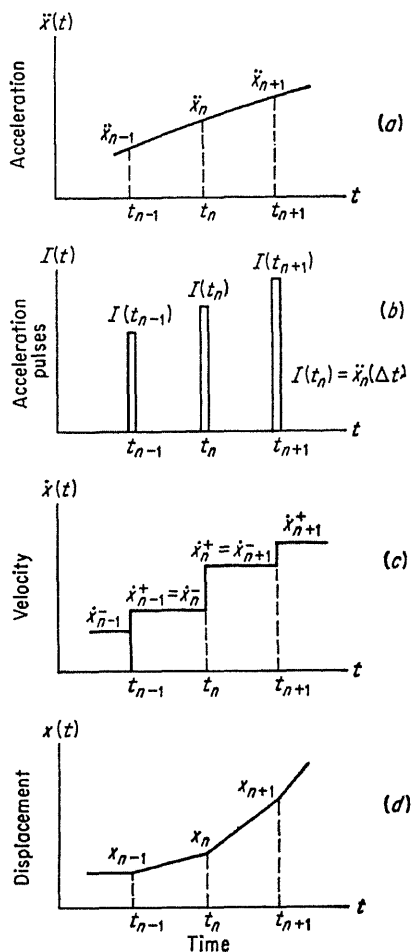 ẍ(t)
Acceleration
ẍₙ₋₁
ẍₙ
ẍₙ₊₁
(a)
tₙ₋₁
tₙ
tₙ₊₁
t
I(t)
Acceleration
pulses
I(tₙ₋₁)
I(tₙ)
I(tₙ₊₁)
(b)
I(tₙ) = ẍₙ(Δt)
tₙ₋₁
tₙ
tₙ₊₁
t
ẋ(t)
Velocity
ẋ⁻ₙ₋₁
ẋ⁺ₙ₋₁ = ẋ⁻ₙ
ẋ⁺ₙ = ẋ⁻ₙ₊₁
ẋ⁺ₙ₊₁
(c)
tₙ₋₁
tₙ
tₙ₊₁
t
x(t)
Displacement
xₙ₋₁
xₙ
xₙ₊₁
(d)
tₙ₋₁
tₙ
tₙ₊₁
t
Time